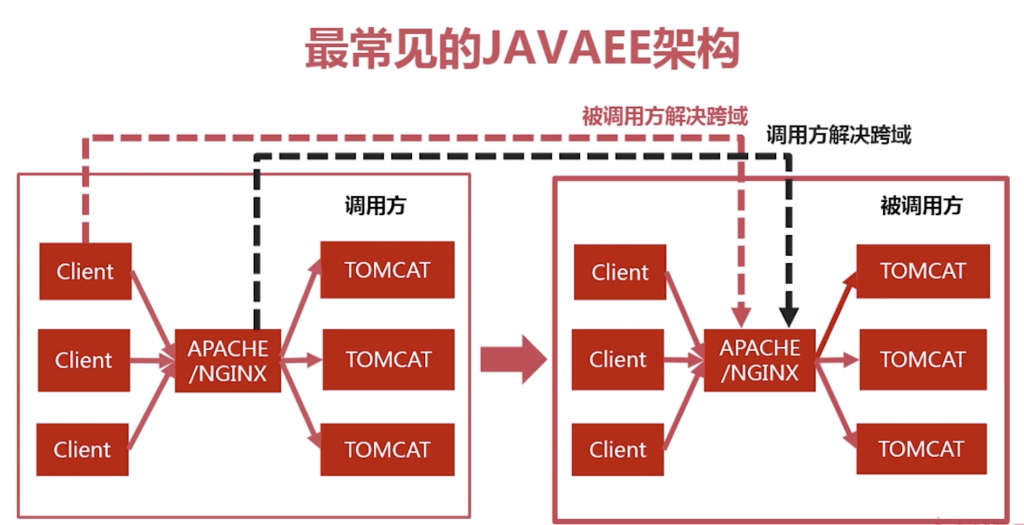 最常见的JAVAEE架构
被调用方解决跨域
调用方解决跨域
调用方
Client
Client
Client
APACHE
/NGINX
TOMCAT
TOMCAT
TOMCAT
被调用方
Client
Client
Client
APACHE
/NGINX
TOMCAT
TOMCAT
TOMCAT